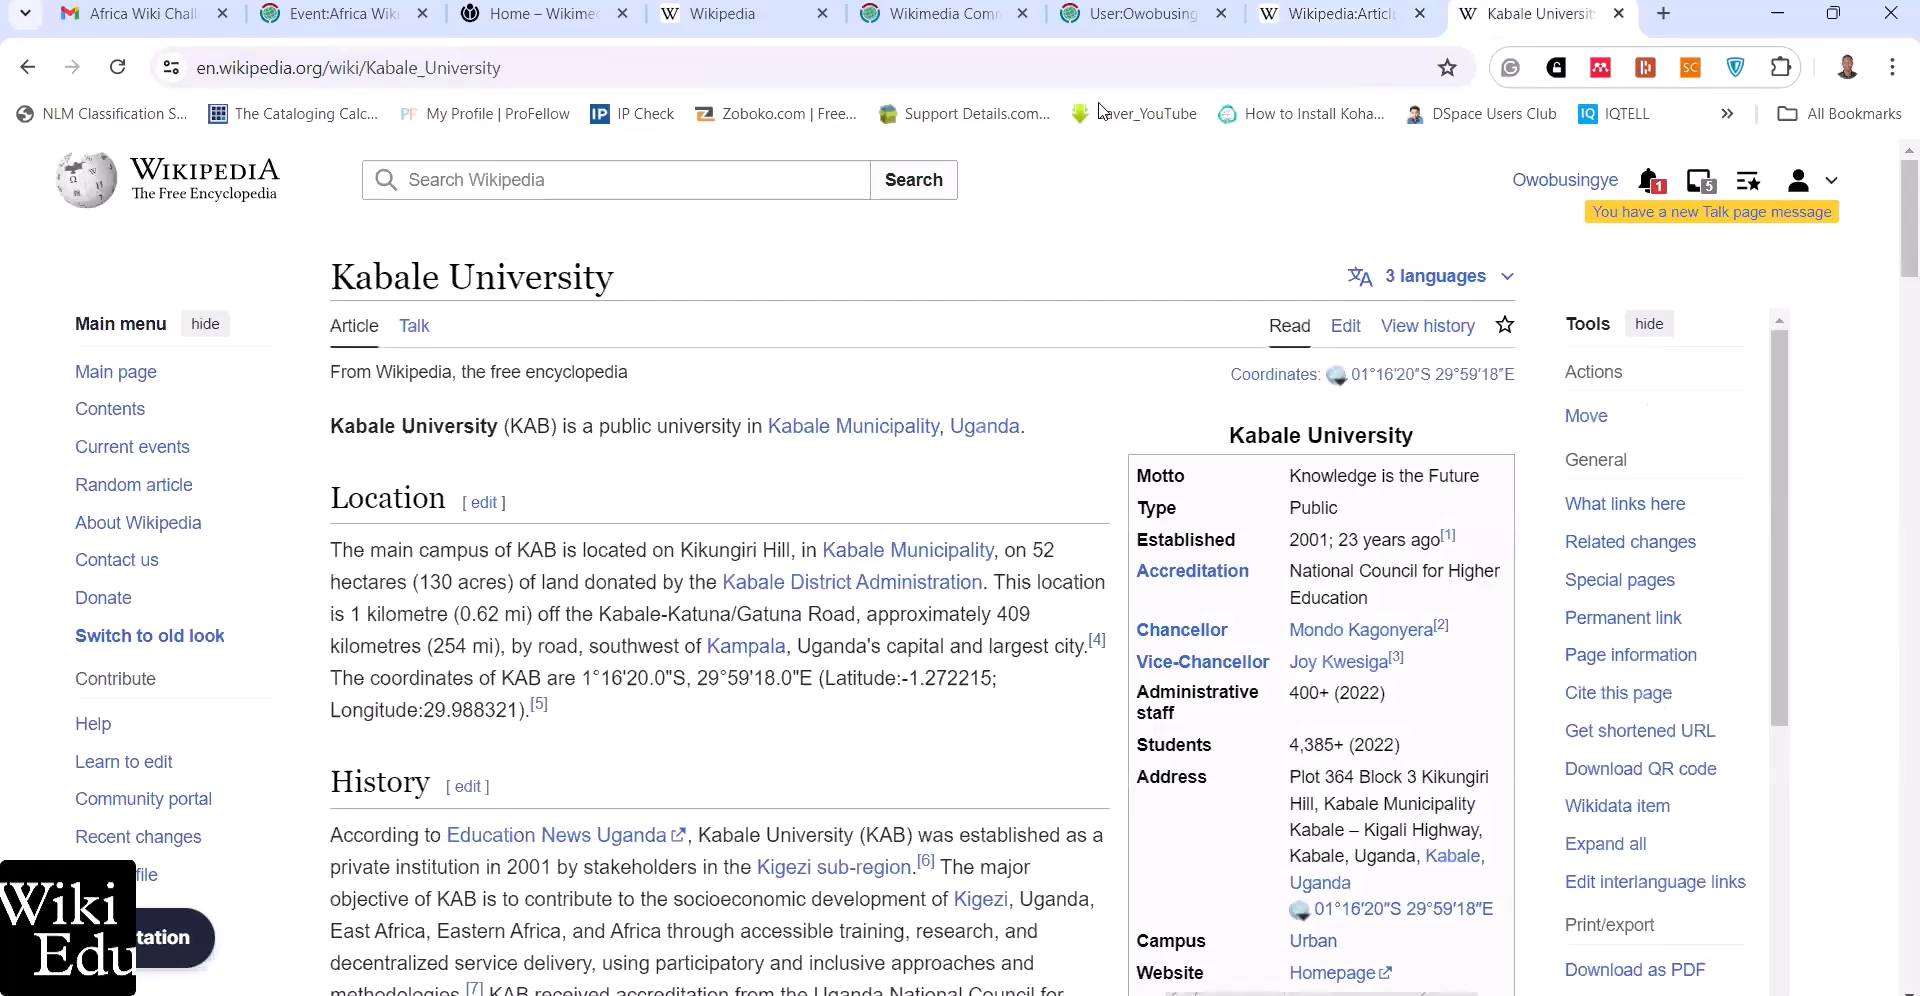 Africa Wiki Chall
Event:Africa Wiki
Home – Wikimed
Wikipedia
Wikimedia Comm
User:Owobusing
Wikipedia:Articl
Kabale Universit
en.wikipedia.org/wiki/Kabale_University
NLM Classification S...
The Cataloging Calc...
PF My Profile | ProFellow
IP IP Check
Zoboko.com | Free...
Support Details.com...
aver_YouTube
How to Install Koha...
DSpace Users Club
IQ IQTELL
» All Bookmarks
WIKIPEDIA
The Free Encyclopedia
Search Wikipedia
Search
Owobusingye
1
5
You have a new Talk page message
Kabale University
3 languages
Main menu hide
Main page
Contents
Current events
Random article
About Wikipedia
Contact us
Donate
Switch to old look
Contribute
Help
Learn to edit
Community portal
Recent changes
file
tation
Wiki
Edu
Article Talk
Read Edit View history
From Wikipedia, the free encyclopedia
Coordinates: 01°16′20″S 29°59′18″E
Kabale University (KAB) is a public university in Kabale Municipality, Uganda.
Location [ edit ]
The main campus of KAB is located on Kikungiri Hill, in Kabale Municipality, on 52
hectares (130 acres) of land donated by the Kabale District Administration. This location
is 1 kilometre (0.62 mi) off the Kabale-Katuna/Gatuna Road, approximately 409
kilometres (254 mi), by road, southwest of Kampala, Uganda's capital and largest city.[4]
The coordinates of KAB are 1°16'20.0"S, 29°59'18.0"E (Latitude:-1.272215;
Longitude:29.988321).[5]
History [ edit ]
According to Education News Uganda, Kabale University (KAB) was established as a
private institution in 2001 by stakeholders in the Kigezi sub-region.[6] The major
objective of KAB is to contribute to the socioeconomic development of Kigezi, Uganda,
East Africa, Eastern Africa, and Africa through accessible training, research, and
decentralized service delivery, using participatory and inclusive approaches and
methodologies.[7] KAB received accreditation from the Uganda National Council for
Kabale University
Motto Knowledge is the Future
Type Public
Established 2001; 23 years ago[1]
Accreditation National Council for Higher
Education
Chancellor Mondo Kagonyera[2]
Vice-Chancellor Joy Kwesiga[3]
Administrative 400+ (2022)
staff
Students 4,385+ (2022)
Address Plot 364 Block 3 Kikungiri
Hill, Kabale Municipality
Kabale – Kigali Highway,
Kabale, Uganda, Kabale,
Uganda
01°16′20″S 29°59′18″E
Campus Urban
Website Homepage
Tools hide
Actions
Move
General
What links here
Related changes
Special pages
Permanent link
Page information
Cite this page
Get shortened URL
Download QR code
Wikidata item
Expand all
Edit interlanguage links
Print/export
Download as PDF